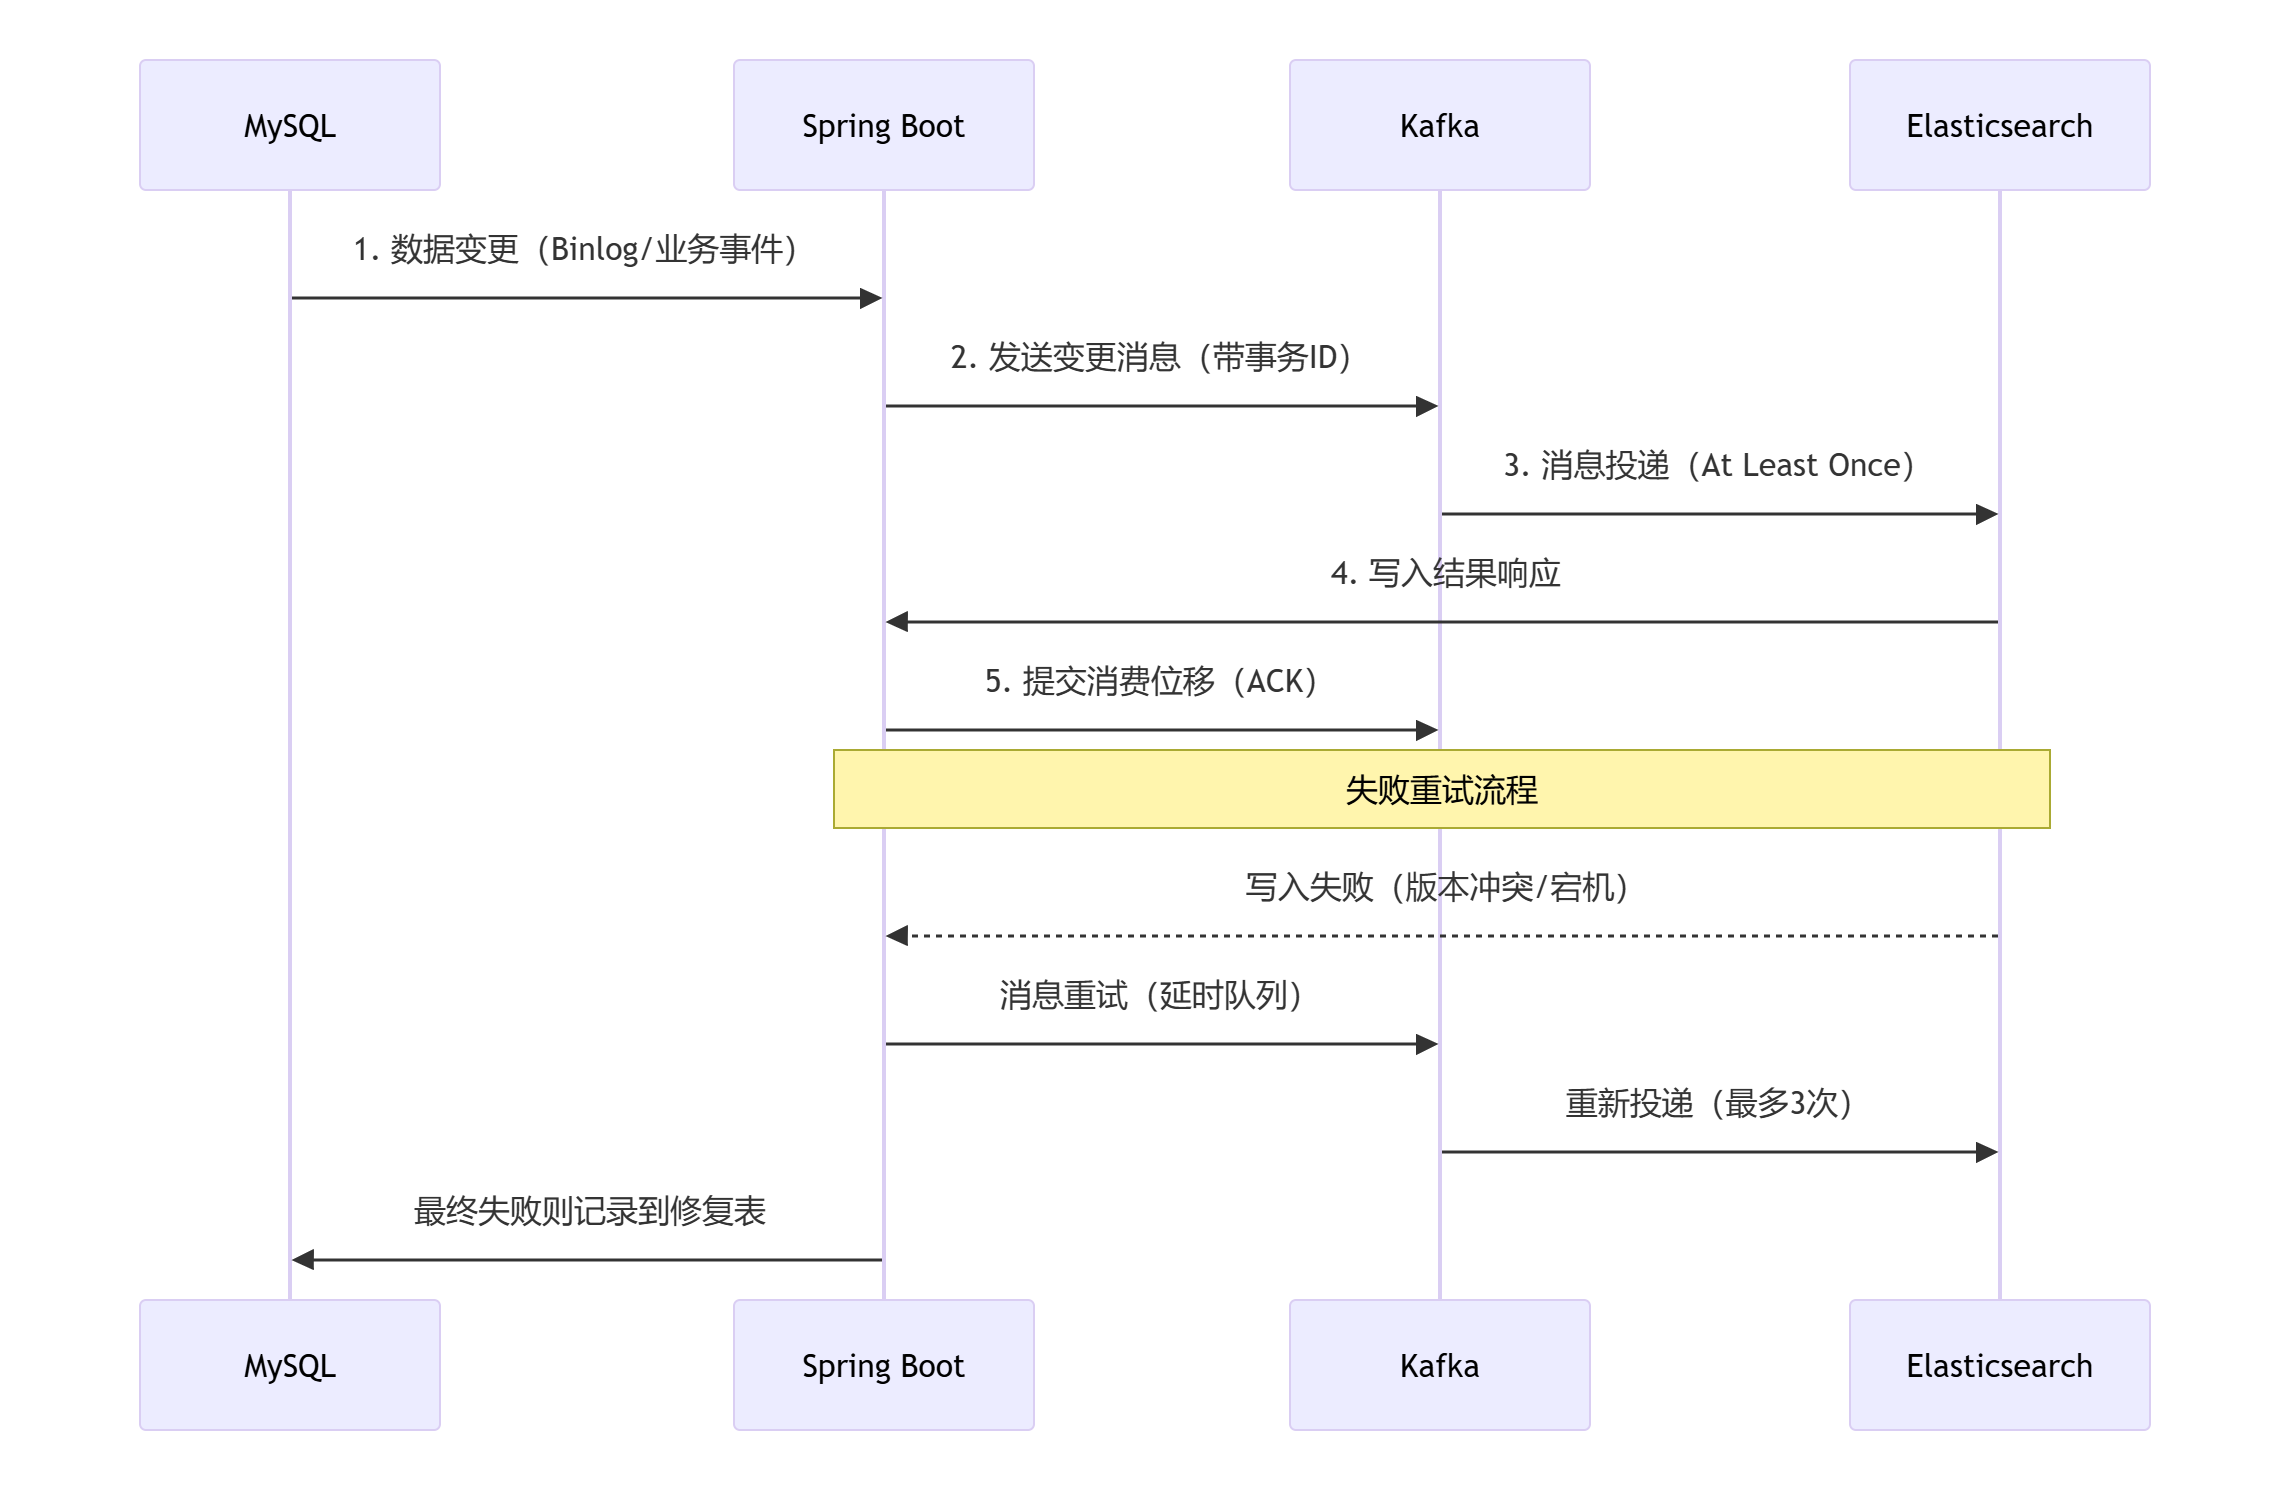 MySQL
Spring Boot
Kafka
Elasticsearch
1. 数据变更（Binlog/业务事件）
2. 发送变更消息（带事务ID）
3. 消息投递（At Least Once）
4. 写入结果响应
5. 提交消费位移（ACK）
失败重试流程
写入失败（版本冲突/宕机）
消息重试（延时队列）
重新投递（最多3次）
最终失败则记录到修复表
MySQL
Spring Boot
Kafka
Elasticsearch